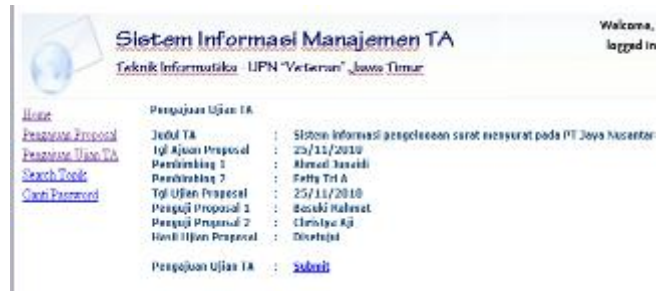 Sistem Informasi Manajemen TA
Teknik Informatika - UPN "Veteran" Jawa Timur
Welcome,
logged in
Home
Pengajuan Proposal
Pengajuan Ujian TA
Search Topik
Ganti Password
Pengajuan Ujian TA
Judul TA : Sistem informasi pengelolaan surat menyurat pada PT Jaya Nusantar
Tgl Ajuan Proposal : 25/11/2010
Pembimbing 1 : Ahmad Junaidi
Pembimbing 2 : Fetty Tri A
Tgl Ujian Proposal : 25/11/2010
Penguji Proposal 1 : Basuki Rahmat
Penguji Proposal 2 : Christya Aji
Hasil Ujian Proposal : Disetujui
Pengajuan Ujian TA : Submit